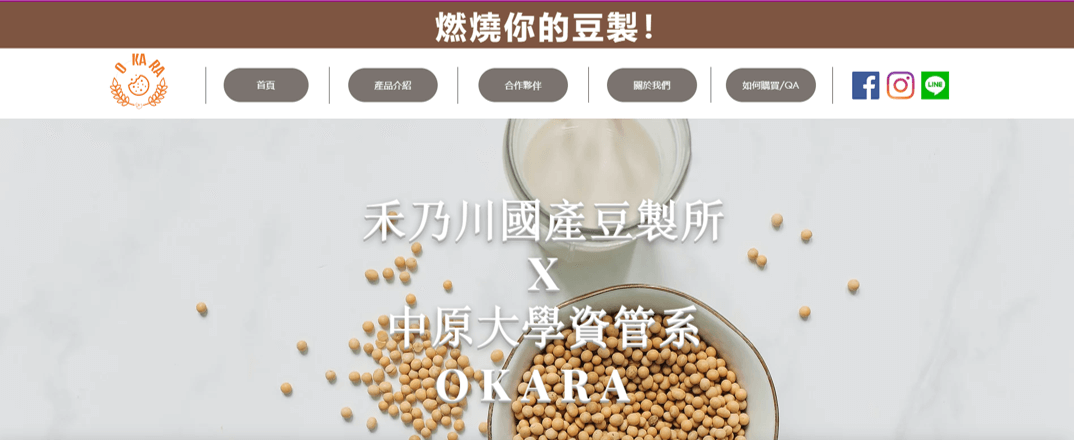 燃燒你的豆製!
OKARA
首頁
產品介紹
合作夥伴
關於我們
如何購買/QA
LINE
禾乃川國產豆製所
X
中原大學資管系
OKARA